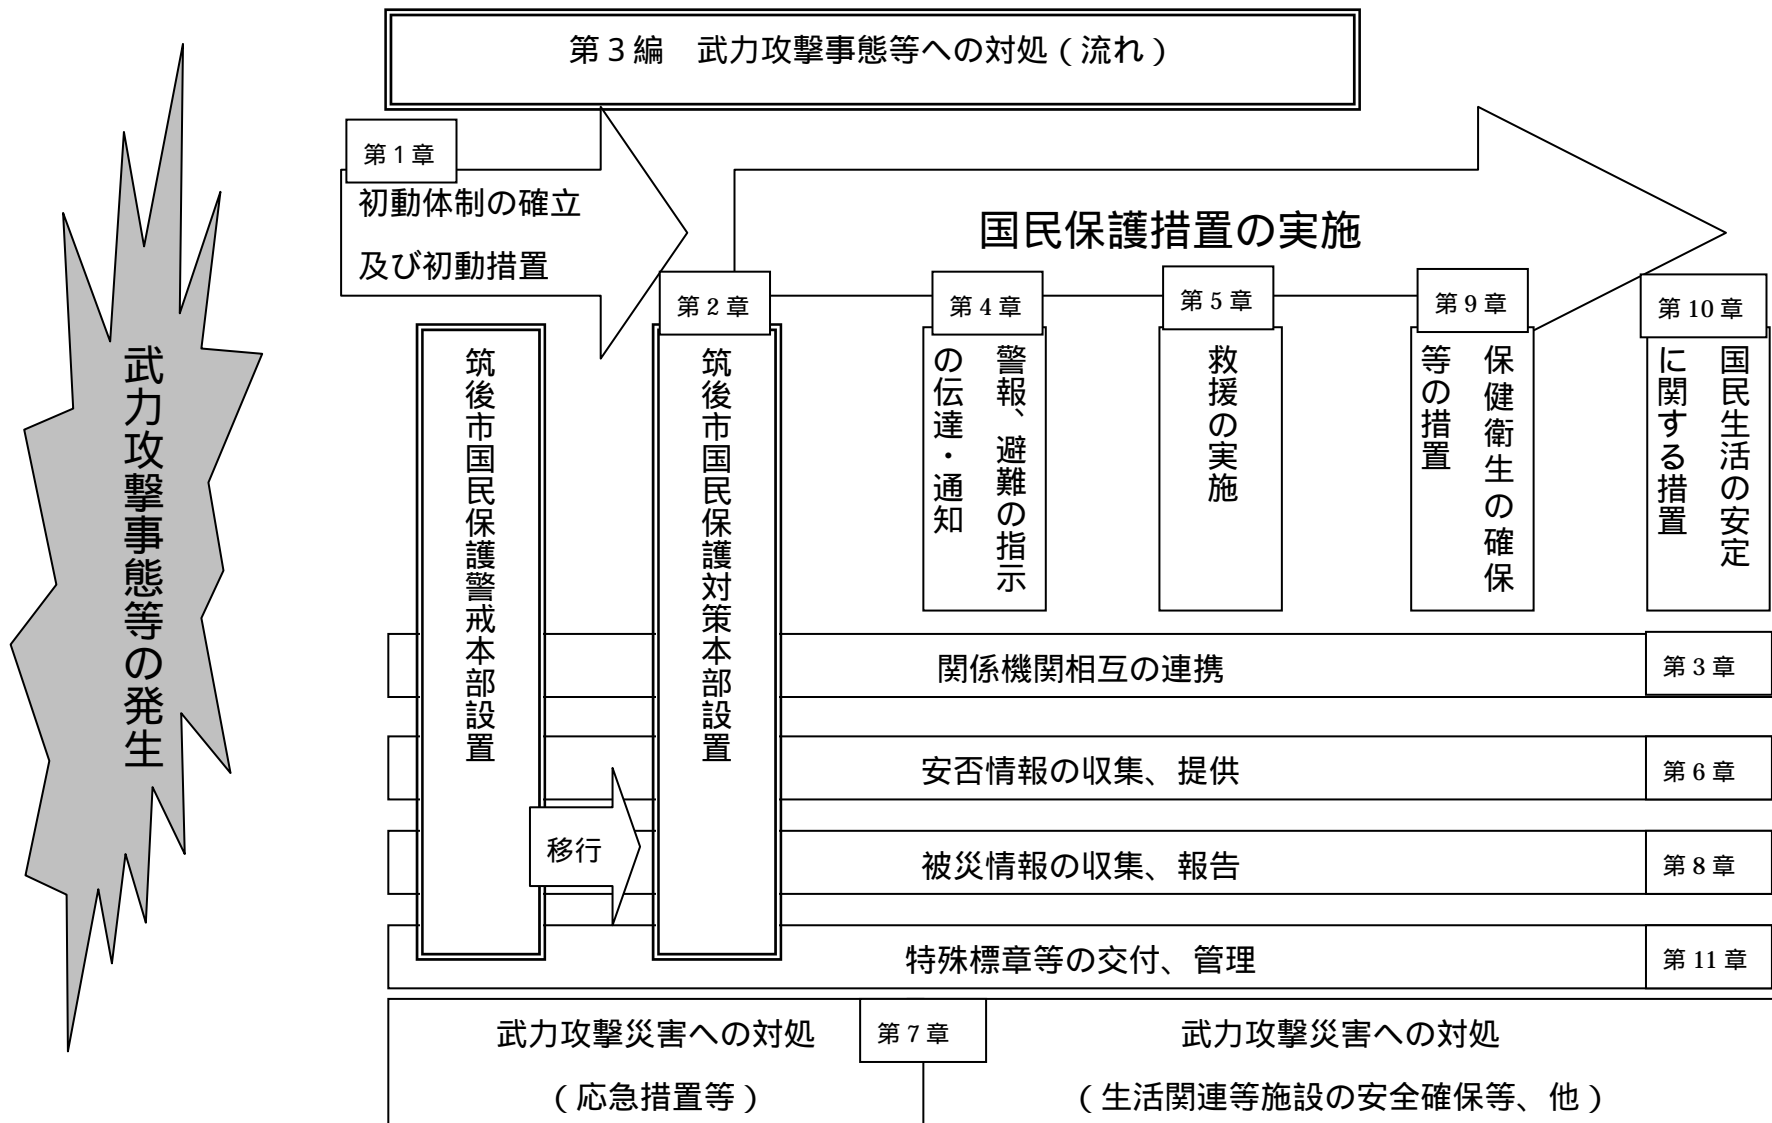 第３編　武力攻撃事態等への対処（流れ）
武力攻撃事態等の発生
第１章
初動体制の確立
及び初動措置
国民保護措置の実施
筑後市国民保護警戒本部設置
移行
第２章
筑後市国民保護対策本部設置
第４章
警報、避難の指示
の伝達・通知
第５章
救援の実施
第９章
保健衛生の確保
等の措置
第 10 章
国民生活の安定
に関する措置
関係機関相互の連携
第３章
安否情報の収集、提供
第６章
被災情報の収集、報告
第８章
特殊標章等の交付、管理
第 11 章
武力攻撃災害への対処
（応急措置等）
第７章
武力攻撃災害への対処
（生活関連等施設の安全確保等、他）